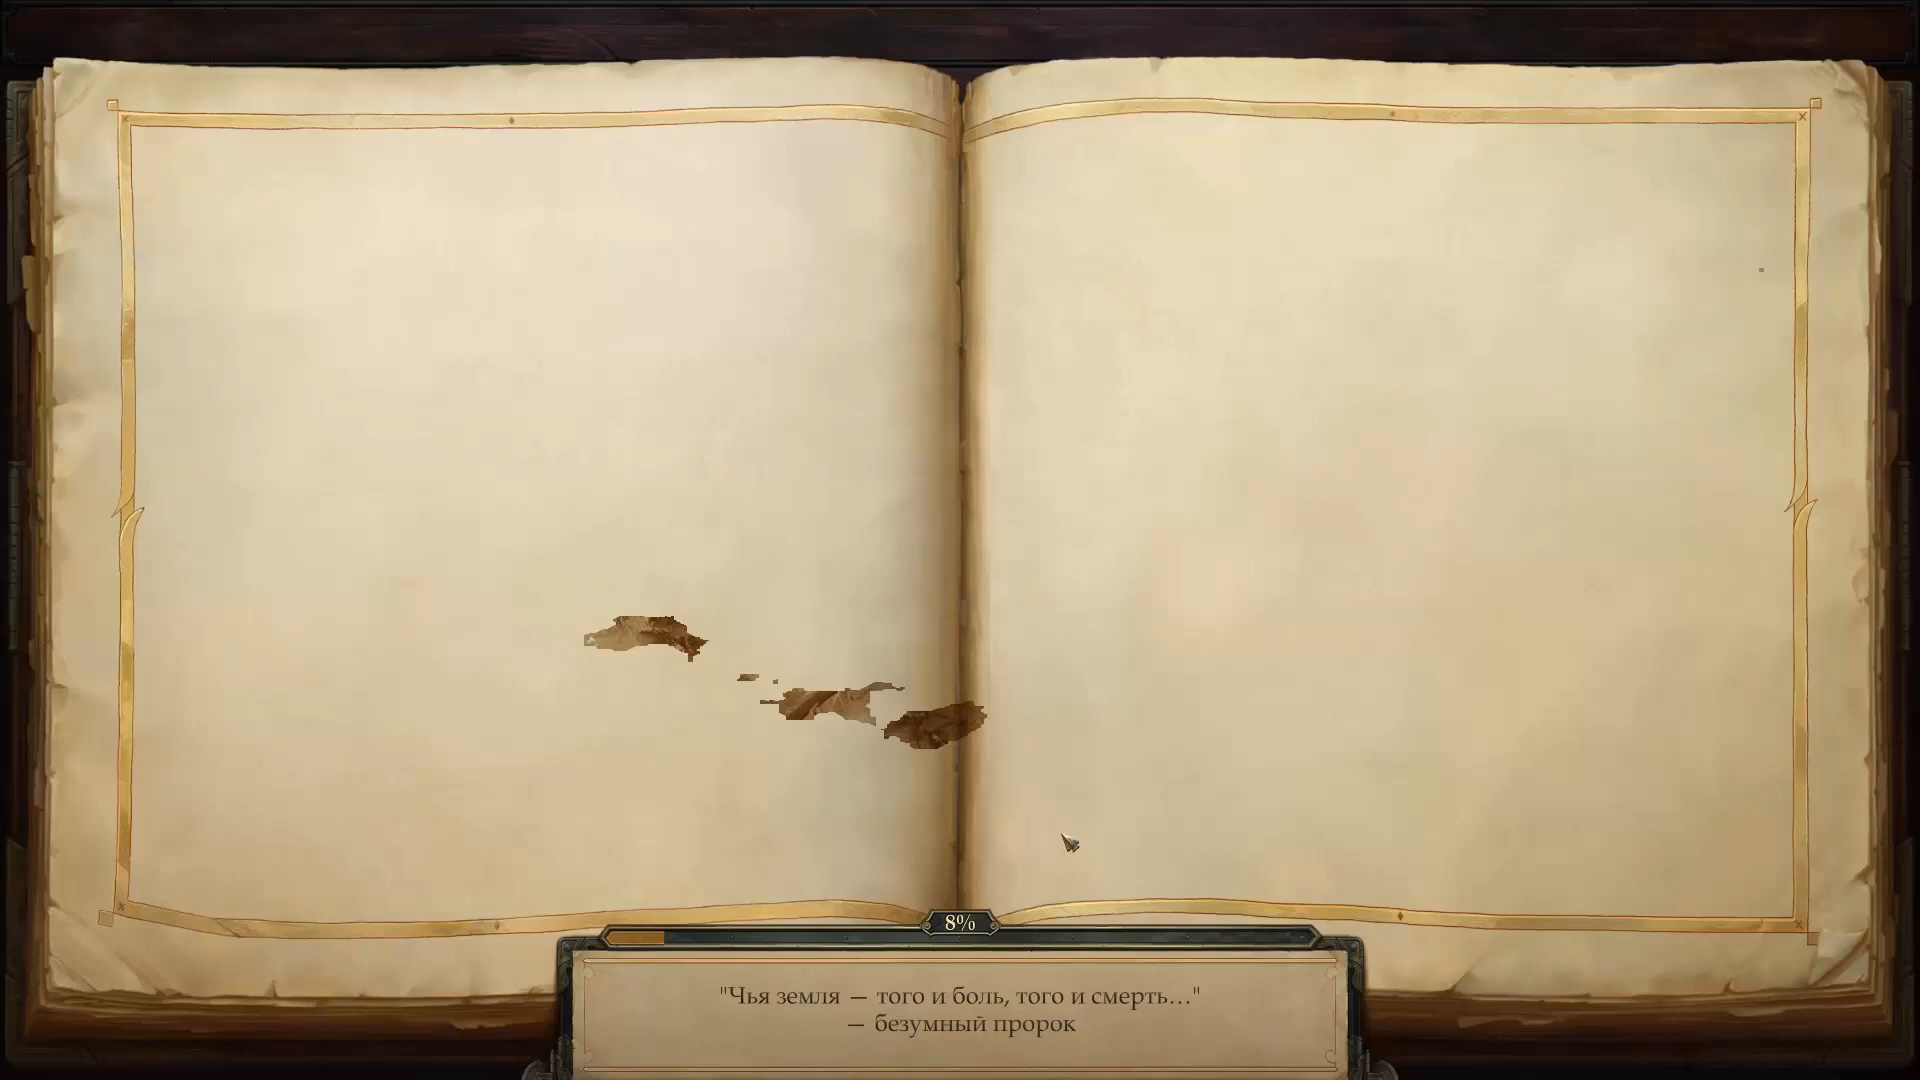 8%
"Чья земля — того и боль, того и смерть..."
— безумный пророк